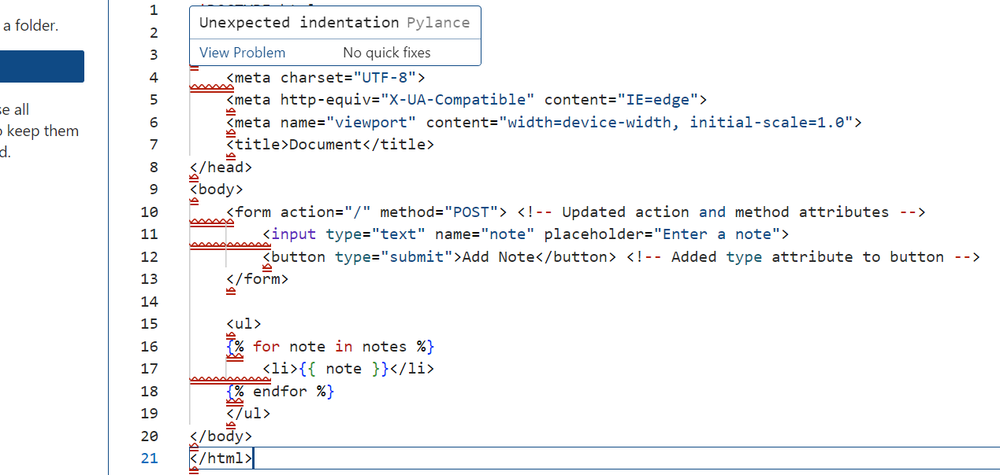 a folder.
se all
o keep them
d.
Unexpected indentation Pylance
View Problem No quick fixes
1
2
3
4 <meta charset="UTF-8">
5 <meta http-equiv="X-UA-Compatible" content="IE=edge">
6 <meta name="viewport" content="width=device-width, initial-scale=1.0">
7 <title>Document</title>
8 </head>
9 <body>
10 <form action="/" method="POST"> <!-- Updated action and method attributes -->
11 <input type="text" name="note" placeholder="Enter a note">
12 <button type="submit">Add Note</button> <!-- Added type attribute to button -->
13 </form>
14
15 <ul>
16 {% for note in notes %}
17 <li>{{ note }}</li>
18 {% endfor %}
19 </ul>
20 </body>
21 </html>